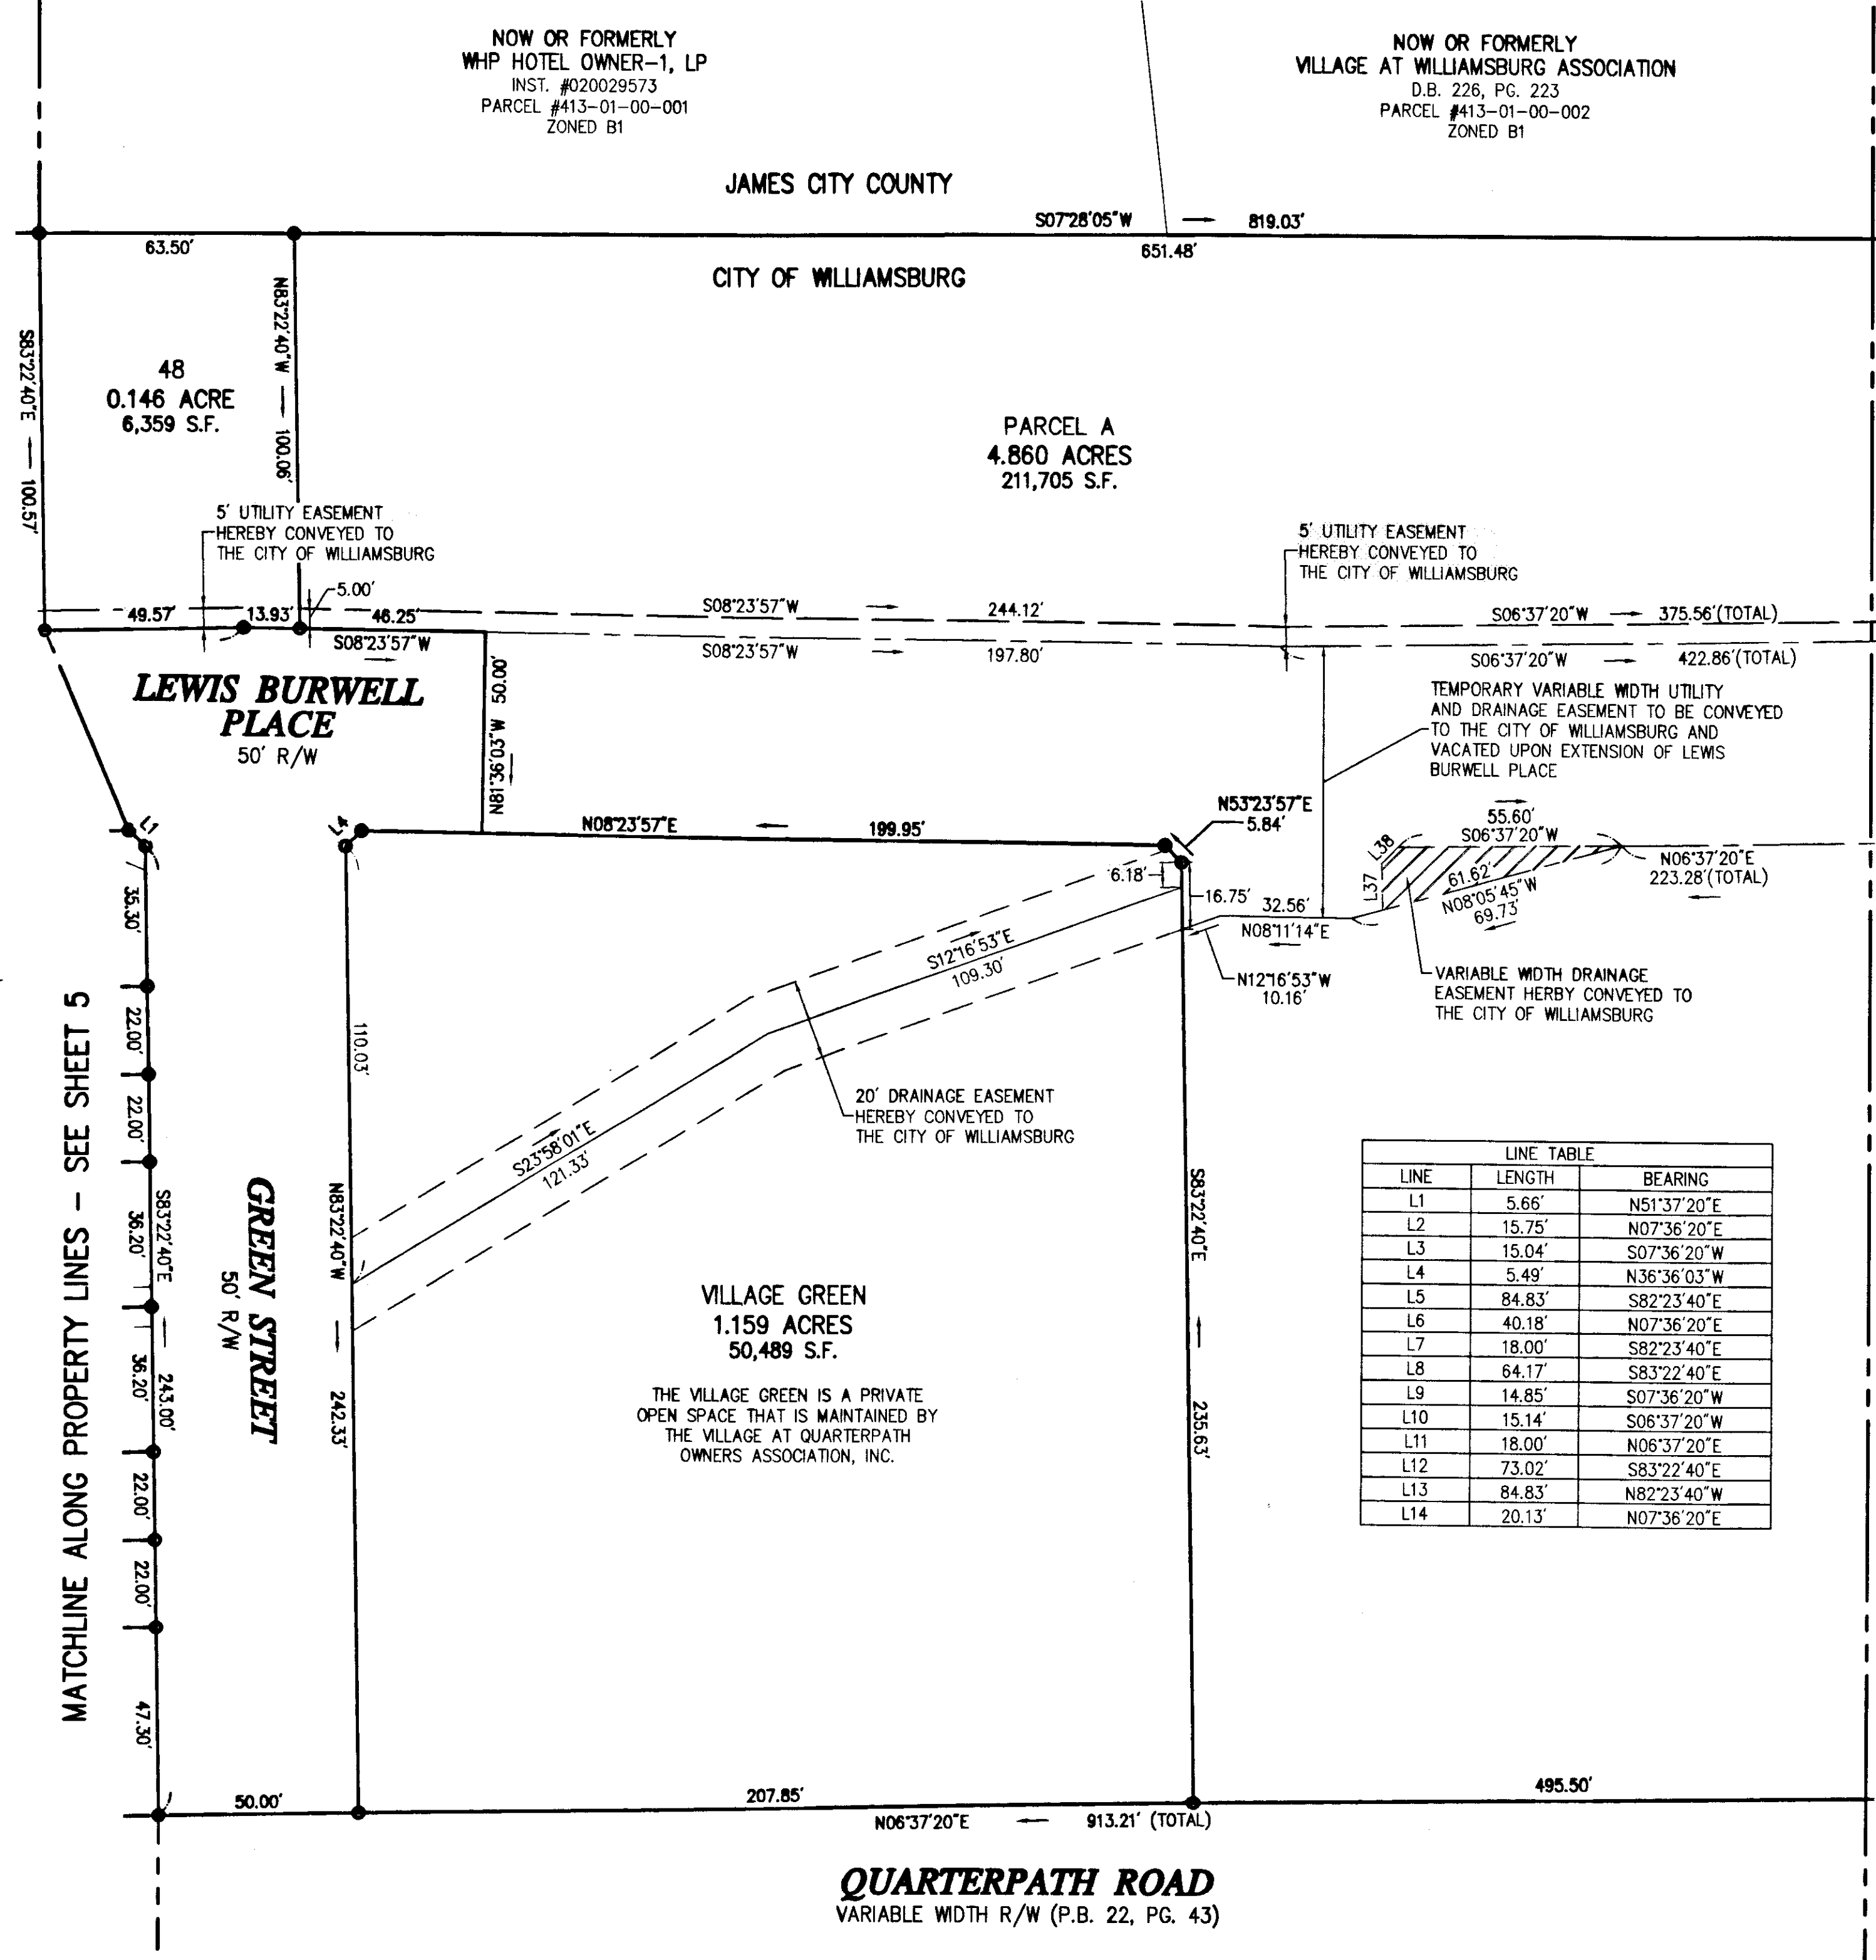 NOW OR FORMERLY
WHP HOTEL OWNER-1, LP
INST. #020029573
PARCEL #413-01-00-001
ZONED B1
NOW OR FORMERLY
VILLAGE AT WILLIAMSBURG ASSOCIATION
D.B. 226, PG. 223
PARCEL #413-01-00-002
ZONED B1
JAMES CITY COUNTY
S07°28'05"W 819.03'
63.50'
651.48'
CITY OF WILLIAMSBURG
S83°22'40"E 100.57'
48
0.146 ACRE
6,359 S.F.
N83°22'40"W 100.06'
PARCEL A
4.860 ACRES
211,705 S.F.
5' UTILITY EASEMENT
HEREBY CONVEYED TO
THE CITY OF WILLIAMSBURG
5' UTILITY EASEMENT
HEREBY CONVEYED TO
THE CITY OF WILLIAMSBURG
5.00'
49.57'
13.93'
46.25'
S08°23'57"W
S08°23'57"W 244.12'
S06°37'20"W 375.56'(TOTAL)
S08°23'57"W 197.80'
S06°37'20"W 422.86'(TOTAL)
LEWIS BURWELL
PLACE
50' R/W
N81°36'03"W 50.00'
TEMPORARY VARIABLE WIDTH UTILITY
AND DRAINAGE EASEMENT TO BE CONVEYED
TO THE CITY OF WILLIAMSBURG AND
VACATED UPON EXTENSION OF LEWIS
BURWELL PLACE
L1
L4
N08°23'57"E 199.95'
N53°23'57"E
5.84'
55.60'
S06°37'20"W
L38
L37
61.62'
N08°05'45"W
69.73'
N06°37'20"E
223.28'(TOTAL)
6.18'
16.75'
32.56'
N08°11'14"E
N12°16'53"W
10.16'
S12°16'53"E
109.30'
VARIABLE WIDTH DRAINAGE
EASEMENT HERBY CONVEYED TO
THE CITY OF WILLIAMSBURG
20' DRAINAGE EASEMENT
HEREBY CONVEYED TO
THE CITY OF WILLIAMSBURG
S23°58'01"E
121.33'
MATCHLINE ALONG PROPERTY LINES - SEE SHEET 5
35.30'
22.00'
22.00'
36.20'
36.20'
22.00'
22.00'
47.30'
S83°22'40"E 243.00'
GREEN STREET
50' R/W
110.03'
N83°22'40"W 242.33'
VILLAGE GREEN
1.159 ACRES
50,489 S.F.
THE VILLAGE GREEN IS A PRIVATE
OPEN SPACE THAT IS MAINTAINED BY
THE VILLAGE AT QUARTERPATH
OWNERS ASSOCIATION, INC.
S83°22'40"E 235.63'
LINE TABLE
LINE LENGTH BEARING
L1 5.66' N51°37'20"E
L2 15.75' N07°36'20"E
L3 15.04' S07°36'20"W
L4 5.49' N36°36'03"W
L5 84.83' S82°23'40"E
L6 40.18' N07°36'20"E
L7 18.00' S82°23'40"E
L8 64.17' S83°22'40"E
L9 14.85' S07°36'20"W
L10 15.14' S06°37'20"W
L11 18.00' N06°37'20"E
L12 73.02' S83°22'40"E
L13 84.83' N82°23'40"W
L14 20.13' N07°36'20"E
50.00'
207.85'
495.50'
N06°37'20"E 913.21' (TOTAL)
QUARTERPATH ROAD
VARIABLE WIDTH R/W (P.B. 22, PG. 43)